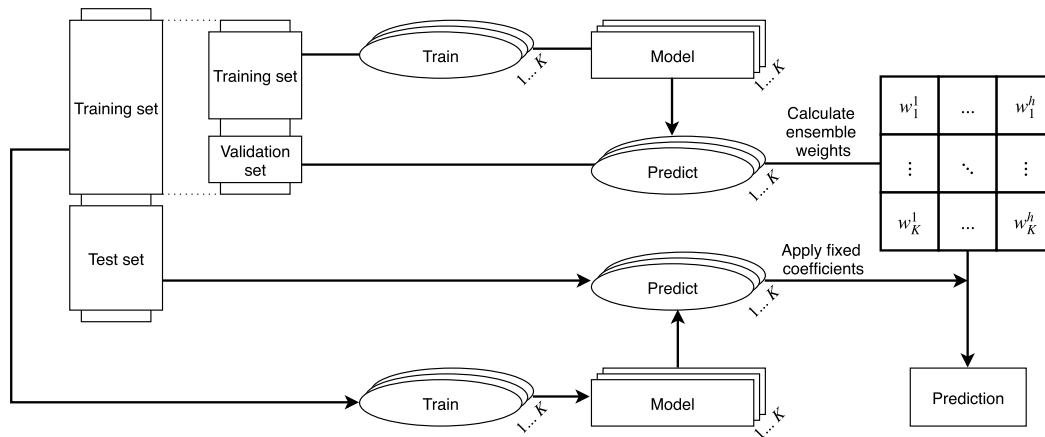 Training set
Training set
Validation
set
Test set
Train
1... K
Model
1... K
Predict
1... K
Calculate
ensemble
weights
w_1^1 ... w_1^h
⋮ ⋱ ⋮
w_K^1 ... w_K^h
Predict
1... K
Apply fixed
coefficients
Train
1... K
Model
1... K
Prediction